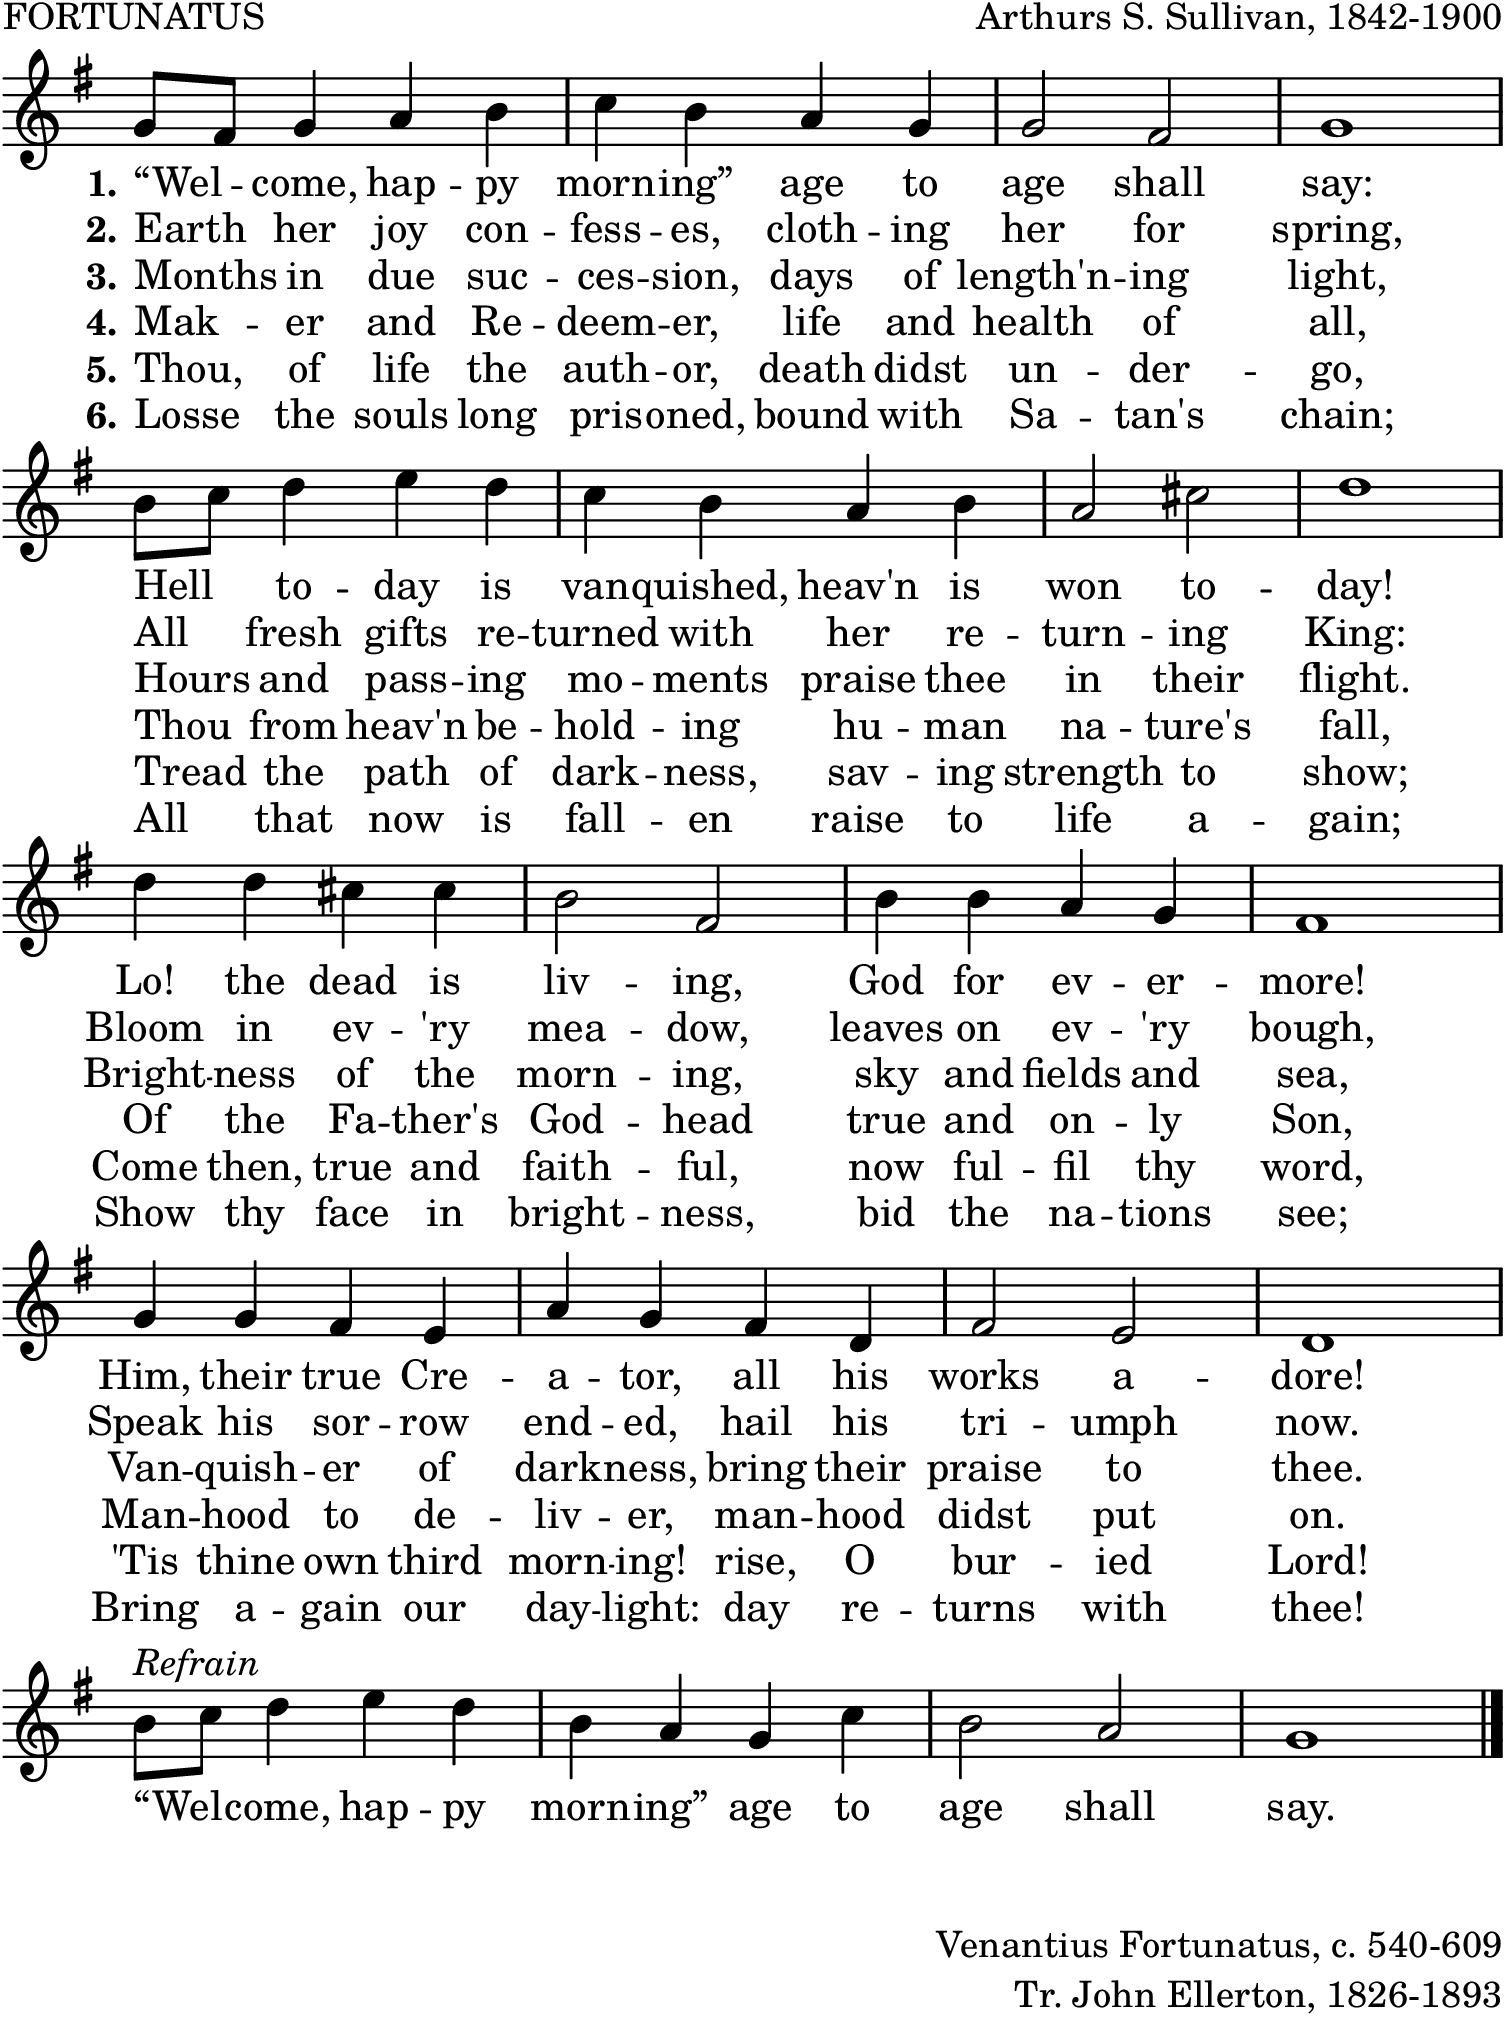 FORTUNATUS Arthurs S. Sullivan, 1842-1900
1. “Wel - come, hap - py morning” age to age shall say:
2. Earth her joy con - fess - es, cloth - ing her for spring,
3. Months in due suc - ces - sion, days of length'n - ing light,
4. Mak - er and Re - deem - er, life and health of all,
5. Thou, of life the auth - or, death didst un - der - go,
6. Losse the souls long prisoned, bound with Sa - tan's chain;
Hell to - day is vanquished, heav'n is won to - day!
All fresh gifts re - turned with her re - turn - ing King:
Hours and pass - ing mo - ments praise thee in their flight.
Thou from heav'n be - hold - ing hu - man na - ture's fall,
Tread the path of dark - ness, sav - ing strength to show;
All that now is fall - en raise to life a - gain;
Lo! the dead is liv - ing, God for ev - er - more!
Bloom in ev - 'ry mea - dow, leaves on ev - 'ry bough,
Bright - ness of the morn - ing, sky and fields and sea,
Of the Fa - ther's God - head true and on - ly Son,
Come then, true and faith - ful, now ful - fil thy word,
Show thy face in bright - ness, bid the na - tions see;
Him, their true Cre - a - tor, all his works a - dore!
Speak his sor - row end - ed, hail his tri - umph now.
Van - quish - er of darkness, bring their praise to thee.
Man - hood to de - liv - er, man - hood didst put on.
'Tis thine own third morn - ing! rise, O bur - ied Lord!
Bring a - gain our day - light: day re - turns with thee!
Refrain
“Welcome, hap - py morning” age to age shall say.
Venantius Fortunatus, c. 540-609
Tr. John Ellerton, 1826-1893